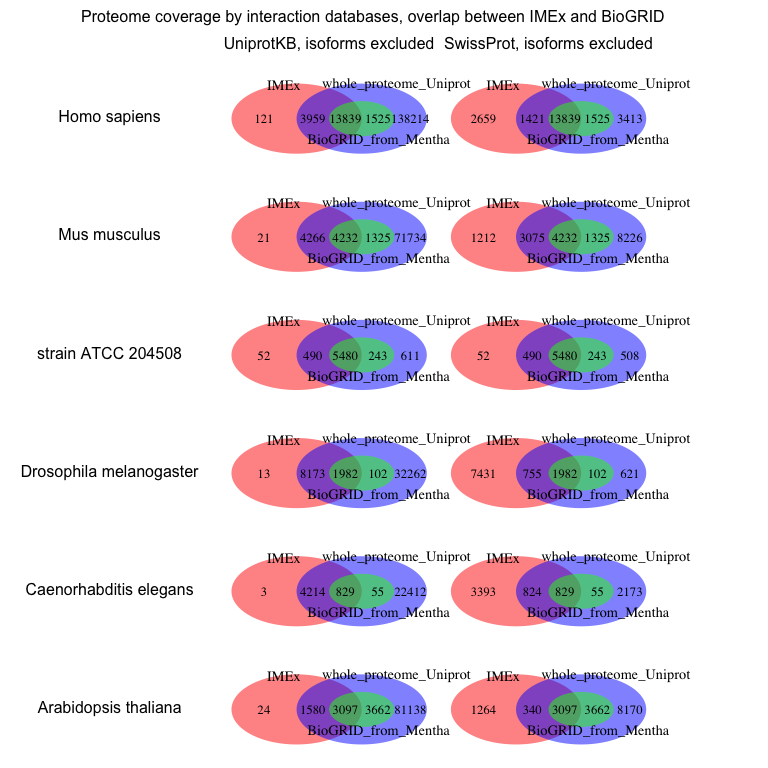 Proteome coverage by interaction databases, overlap between IMEx and BioGRID
UniprotKB, isoforms excluded SwissProt, isoforms excluded
IMEx whole_proteome_Uniprot IMEx whole_proteome_Uniprot
Homo sapiens 121 3959 13839 1525 138214 2659 1421 13839 1525 3413
BioGRID_from_Mentha BioGRID_from_Mentha
IMEx whole_proteome_Uniprot IMEx whole_proteome_Uniprot
Mus musculus 21 4266 4232 1325 71734 1212 3075 4232 1325 8226
BioGRID_from_Mentha BioGRID_from_Mentha
IMEx whole_proteome_Uniprot IMEx whole_proteome_Uniprot
strain ATCC 204508 52 490 5480 243 611 52 490 5480 243 508
BioGRID_from_Mentha BioGRID_from_Mentha
IMEx whole_proteome_Uniprot IMEx whole_proteome_Uniprot
Drosophila melanogaster 13 8173 1982 102 32262 7431 755 1982 102 621
BioGRID_from_Mentha BioGRID_from_Mentha
IMEx whole_proteome_Uniprot IMEx whole_proteome_Uniprot
Caenorhabditis elegans 3 4214 829 55 22412 3393 824 829 55 2173
BioGRID_from_Mentha BioGRID_from_Mentha
IMEx whole_proteome_Uniprot IMEx whole_proteome_Uniprot
Arabidopsis thaliana 24 1580 3097 3662 81138 1264 340 3097 3662 8170
BioGRID_from_Mentha BioGRID_from_Mentha